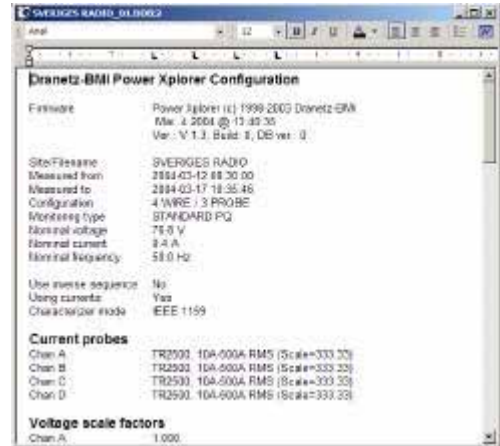 SVERIGES RADIO_01.DDB2
Arial 12
Dranetz-BMI Power Xplorer Configuration
Firmware Power Xplorer (c) 1998-2003 Dranetz-BMI
Mar 4 2004 @ 13:40:35
Ver.: V 1.3, Build: 0, DB ver.: 0
Site/Filename SVERIGES RADIO
Measured from 2004-03-12 08:30:00
Measured to 2004-03-17 10:35:46
Configuration 4 WIRE / 3 PROBE
Monitoring type STANDARD PQ
Nominal voltage 76.8 V
Nominal current 8.4 A
Nominal frequency 50.0 Hz
Use inverse sequence No
Using currents Yes
Characterizer mode IEEE 1159
Current probes
Chan A TR2500, 10A-500A RMS (Scale=333.33)
Chan B TR2500, 10A-500A RMS (Scale=333.33)
Chan C TR2500, 10A-500A RMS (Scale=333.33)
Chan D TR2500, 10A-500A RMS (Scale=333.33)
Voltage scale factors
Chan A 1.000